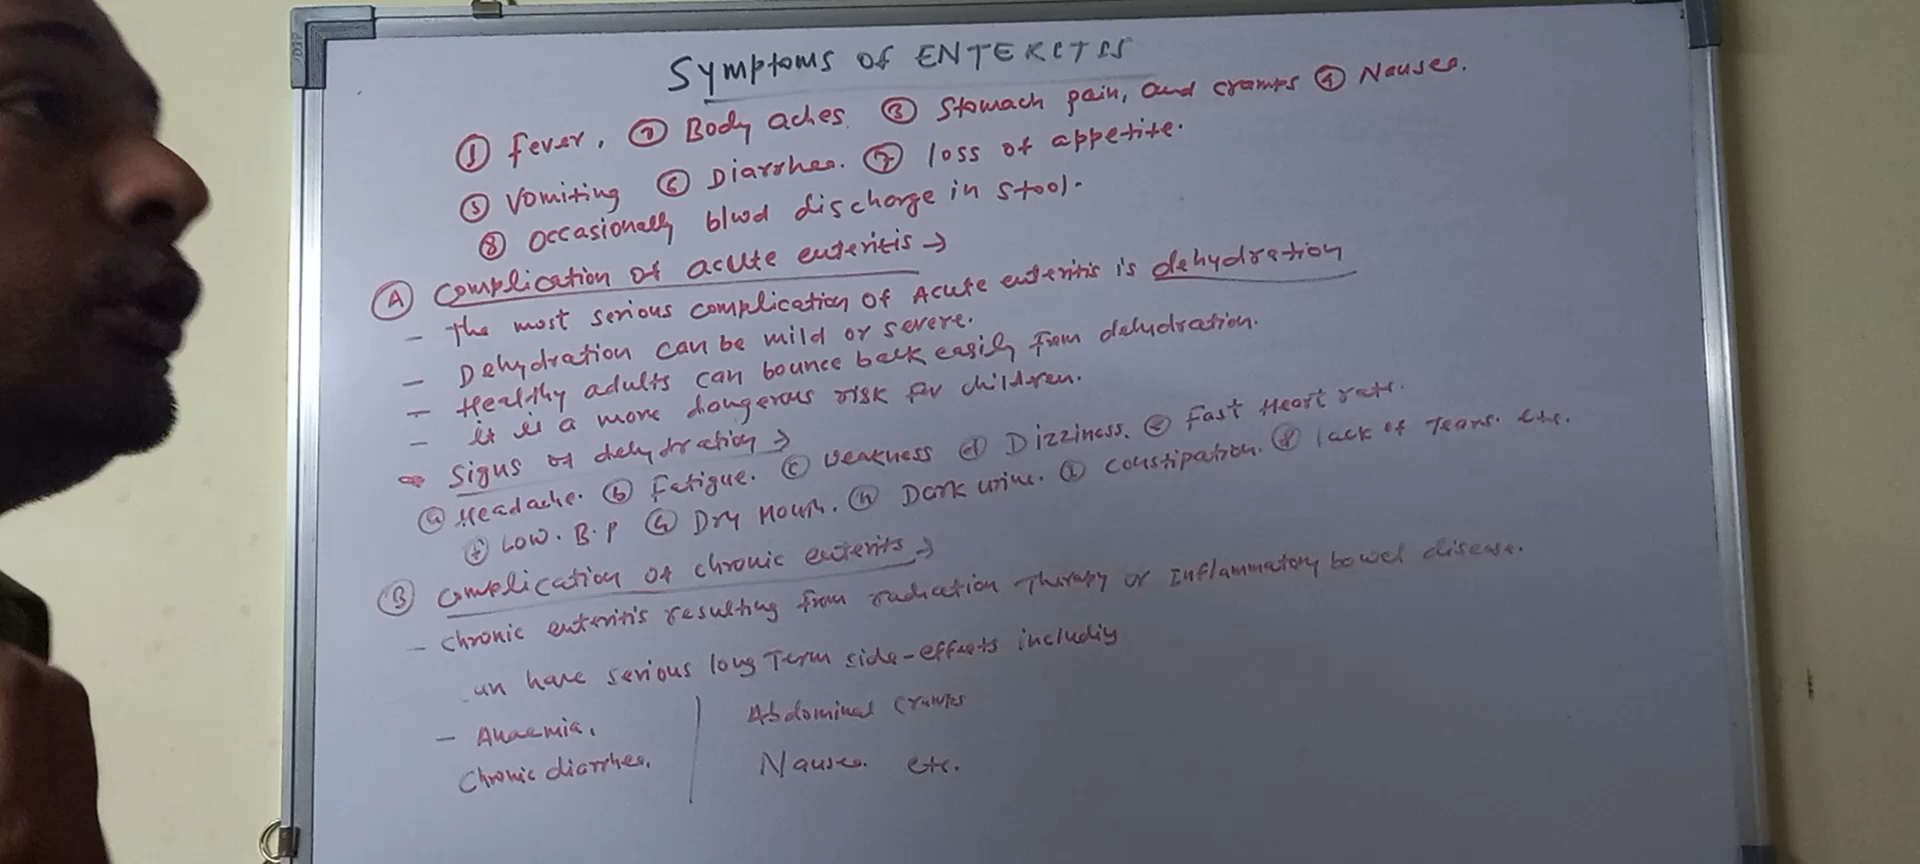 Symptoms of ENTERITIS
① Fever. ② Body aches. ③ Stomach pain, and cramps ④ Nausea.
⑤ Vomiting ⑥ Diarrhea. ⑦ loss of appetite.
⑧ Occasionally blood discharge in stool.
Ⓐ Complication of acute enteritis →
- The most serious complication of Acute enteritis is dehydration
- Dehydration can be mild or severe.
- Healthy adults can bounce back easily from dehydration.
- it is a more dangerous risk for children.
Signs of dehydration →
ⓐ Headache. ⓑ Fatigue. ⓒ Weakness ⓓ Dizziness. ⓔ Fast Heart rate.
ⓕ Low. B.P ⓖ Dry Mouth. ⓗ Dark urine. ⓘ Constipation. ⓙ lack of Tears. etc.
Ⓑ Complication of chronic enteritis →
- Chronic enteritis resulting from radiation Therapy or Inflammatory bowel disease.
can have serious long Term side-effects including
- Anaemia. | Abdominal cramps
Chronic diarrhea. | Nausea. etc.